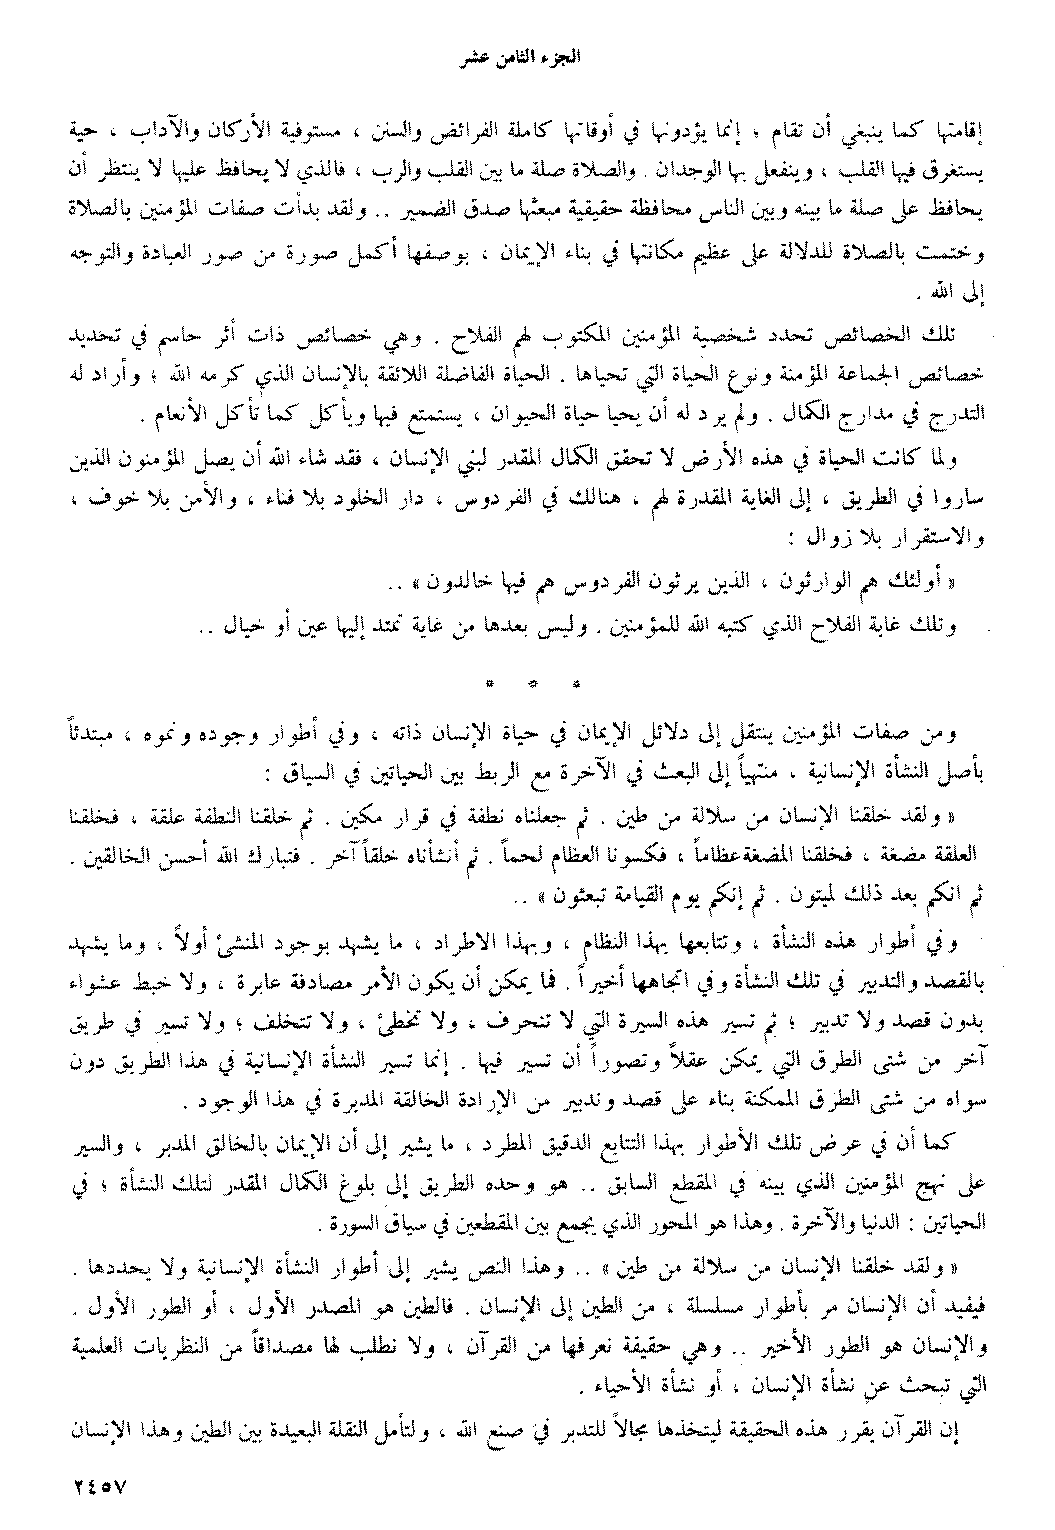 الجزء الثامن عشر
إقامتها كما ينبغي أن تقام ؛ إنما يؤدونها في أوقاتها كاملة الفرائض والسنن ، مستوفية الأركان والآداب ، حية
يستغرق فيها القلب ، وينفعل بها الوجدان . والصلاة صلة ما بين القلب والرب ، فالذي لا يحافظ عليها لا ينتظر أن
يحافظ على صلة ما بينه وبين الناس محافظة حقيقية مبعثها صدق الضمير .. ولقد بدأت صفات المؤمنين بالصلاة
وختمت بالصلاة للدلالة على عظيم مكانتها في بناء الإيمان ، بوصفها أكمل صورة من صور العبادة والتوجه
إلى الله .
تلك الخصائص تحدد شخصية المؤمنين المكتوب لهم الفلاح . وهي خصائص ذات أثر حاسم في تحديد
خصائص الجماعة المؤمنة ونوع الحياة التي تحياها . الحياة الفاضلة اللائقة بالإنسان الذي كرمه الله ؛ وأراد له
التدرج في مدارج الكمال . ولم يرد له أن يحيا حياة الحيوان ، يستمتع فيها ويأكل كما تأكل الأنعام .
ولما كانت الحياة في هذه الأرض لا تحقق الكمال المقدر لبني الإنسان ، فقد شاء الله أن يصل المؤمنون الذين
ساروا في الطريق ، إلى الغاية المقدرة لهم ، هنالك في الفردوس ، دار الخلود بلا فناء ، والأمن بلا خوف ،
والاستقرار بلا زوال :
« أولئك هم الوارثون ، الذين يرثون الفردوس هم فيها خالدون » ..
وتلك غاية الفلاح الذي كتبه الله للمؤمنين . وليس بعدها من غاية تمتد إليها عين أو خيال ..
* * *
ومن صفات المؤمنين ينتقل إلى دلائل الإيمان في حياة الإنسان ذاته ، وفي أطوار وجوده ونموه ، مبتدئاً
بأصل النشأة الإنسانية ، منتهياً إلى البعث في الآخرة مع الربط بين الحياتين في السياق :
« ولقد خلقنا الإنسان من سلالة من طين . ثم جعلناه نطفة في قرار مكين . ثم خلقنا النطفة علقة ، فخلقنا
العلقة مضغة ، فخلقنا المضغة عظاماً ، فكسونا العظام لحماً . ثم أنشأناه خلقاً آخر . فتبارك الله أحسن الخالقين .
ثم انكم بعد ذلك لميتون . ثم إنكم يوم القيامة تبعثون » ..
وفي أطوار هذه النشأة ، وتتابعها بهذا النظام ، وبهذا الاطراد ، ما يشهد بوجود المنشئ أولاً ، وما يشهد
بالقصد والتدبير في تلك النشأة وفي اتجاهها أخيراً . فما يمكن أن يكون الأمر مصادفة عابرة ، ولا خبط عشواء
بدون قصد ولا تدبير ؛ ثم تسير هذه السيرة التي لا تنحرف ، ولا تخطئ ، ولا تتخلف ؛ ولا تسير في طريق
آخر من شتى الطرق التي يمكن عقلاً وتصوراً أن تسير فيها . إنما تسير النشأة الإنسانية في هذا الطريق دون
سواه من شتى الطرق الممكنة بناء على قصد وتدبير من الإرادة الخالقة المدبرة في هذا الوجود .
كما أن في عرض تلك الأطوار بهذا التتابع الدقيق المطرد ، ما يشير إلى أن الإيمان بالخالق المدبر ، والسير
على نهج المؤمنين الذي بينه في المقطع السابق .. هو وحده الطريق إلى بلوغ الكمال المقدر لتلك النشأة ؛ في
الحياتين : الدنيا والآخرة . وهذا هو المحور الذي يجمع بين المقطعين في سياق السورة .
« ولقد خلقنا الإنسان من سلالة من طين » .. وهذا النص يشير إلى أطوار النشأة الإنسانية ولا يحددها .
فيفيد أن الإنسان مر بأطوار مسلسلة ، من الطين إلى الإنسان . فالطين هو المصدر الأول ، أو الطور الأول .
والإنسان هو الطور الأخير .. وهي حقيقة نعرفها من القرآن ، ولا نطلب لها مصداقاً من النظريات العلمية
التي تبحث عن نشأة الإنسان ، أو نشأة الأحياء .
إن القرآن يقرر هذه الحقيقة ليتخذها مجالاً للتدبر في صنع الله ، ولتأمل النقلة البعيدة بين الطين وهذا الإنسان
٢٤٥٧